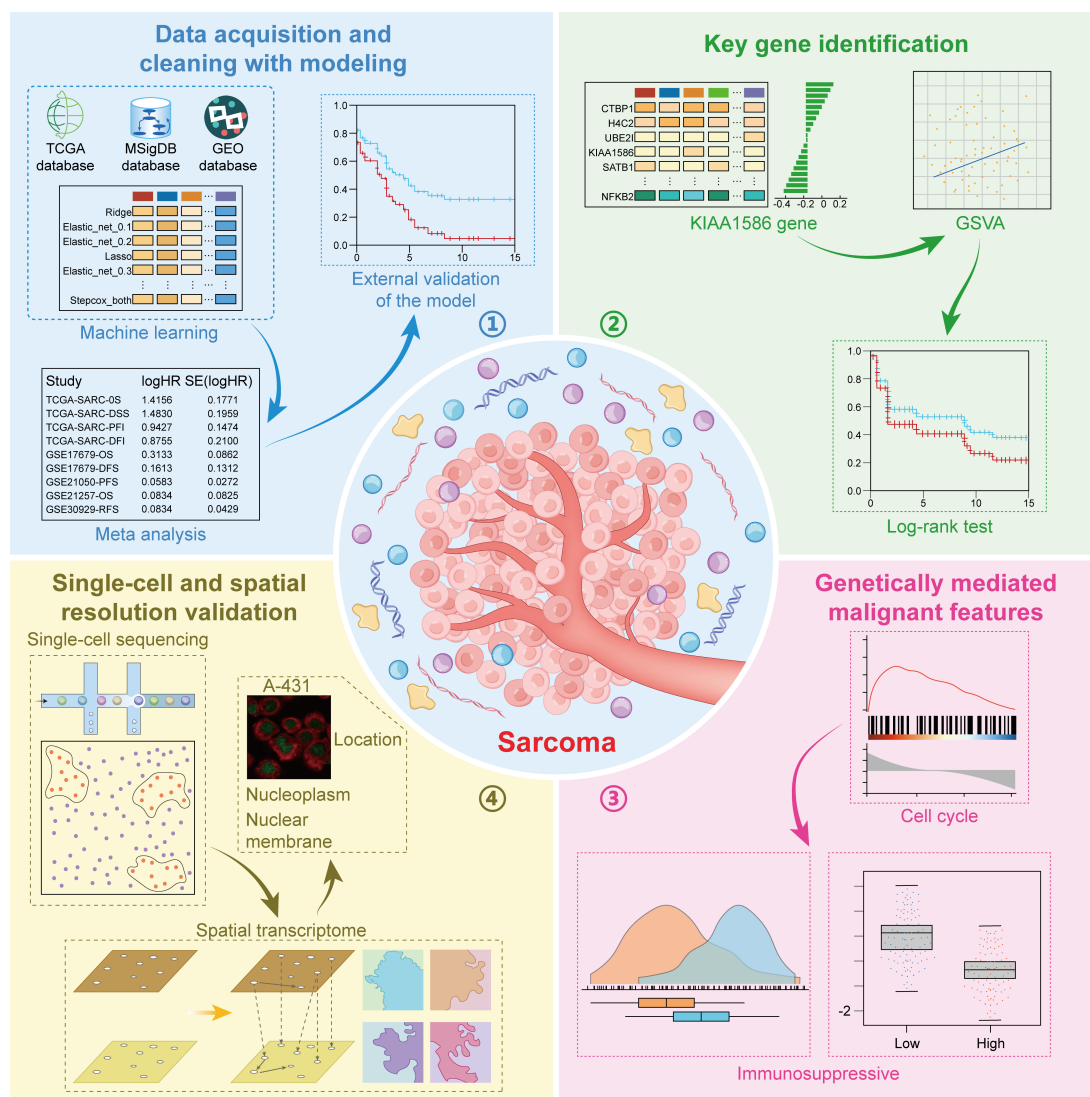 Data acquisition and
cleaning with modeling
TCGA
database
MSigDB
database
GEO
database
Ridge
Elastic_net_0.1
Elastic_net_0.2
Lasso
Elastic_net_0.3
Stepcox_both
Machine learning
1.0
0.8
0.6
0.4
0.2
0.0
0 5 10 15
External validation
of the model
①
Study logHR SE(logHR)
TCGA-SARC-0S 1.4156 0.1771
TCGA-SARC-DSS 1.4830 0.1959
TCGA-SARC-PFI 0.9427 0.1474
TCGA-SARC-DFI 0.8755 0.2100
GSE17679-OS 0.3133 0.0862
GSE17679-DFS 0.1613 0.1312
GSE21050-PFS 0.0583 0.0272
GSE21257-OS 0.0834 0.0825
GSE30929-RFS 0.0834 0.0429
Meta analysis
Key gene identification
CTBP1
H4C2
UBE2I
KIAA1586
SATB1
NFKB2
-0.4 -0.2 0 0.2
KIAA1586 gene
GSVA
②
1.0
0.8
0.6
0.4
0.2
0.0
0 5 10 15
Log-rank test
Sarcoma
Single-cell and spatial
resolution validation
Single-cell sequencing
A-431
Location
Nucleoplasm
Nuclear
membrane
④
Spatial transcriptome
Genetically mediated
malignant features
Cell cycle
③
-2
Low High
Immunosuppressive